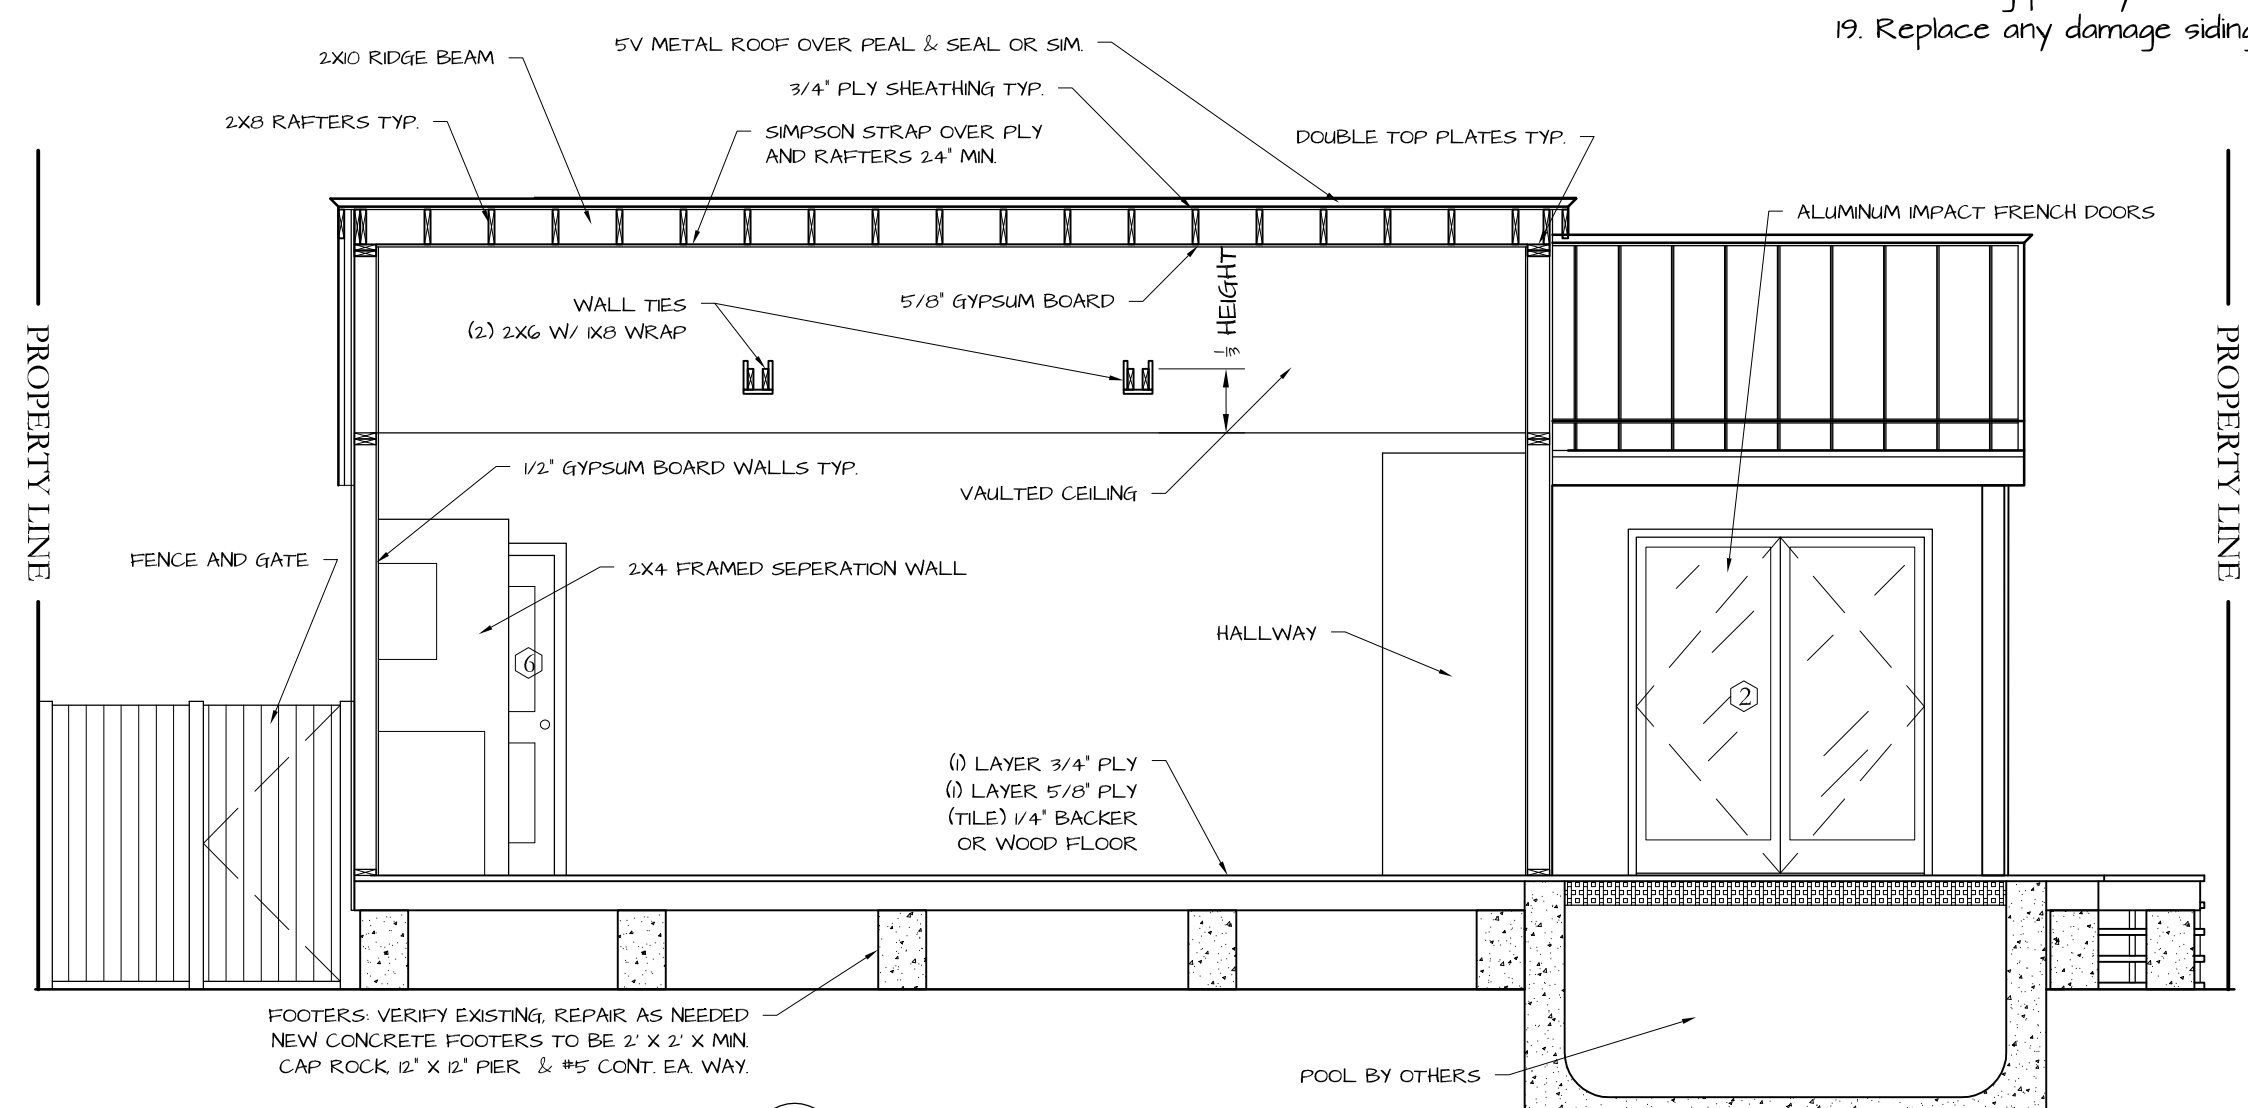 19. Replace any damage siding
5V METAL ROOF OVER PEAL & SEAL OR SIM.
2X10 RIDGE BEAM
3/4" PLY SHEATHING TYP.
2X8 RAFTERS TYP.
SIMPSON STRAP OVER PLY
AND RAFTERS 24" MIN.
DOUBLE TOP PLATES TYP.
ALUMINUM IMPACT FRENCH DOORS
WALL TIES
(2) 2X6 W/ 1X8 WRAP
5/8" GYPSUM BOARD
1/3 HEIGHT
PROPERTY LINE
PROPERTY LINE
1/2" GYPSUM BOARD WALLS TYP.
VAULTED CEILING
FENCE AND GATE
2X4 FRAMED SEPERATION WALL
HALLWAY
6
2
(1) LAYER 3/4" PLY
(1) LAYER 5/8" PLY
(TILE) 1/4" BACKER
OR WOOD FLOOR
FOOTERS: VERIFY EXISTING, REPAIR AS NEEDED
NEW CONCRETE FOOTERS TO BE 2' X 2' X MIN.
CAP ROCK, 12" X 12" PIER & #5 CONT. EA. WAY.
POOL BY OTHERS